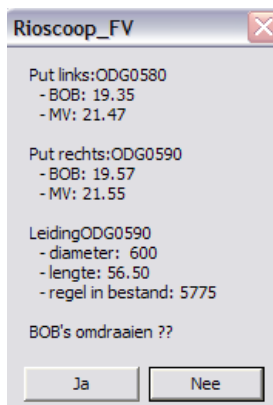 Rioscoop_FV
Put links:ODG0580
- BOB: 19.35
- MV: 21.47
Put rechts:ODG0590
- BOB: 19.57
- MV: 21.55
LeidingODG0590
- diameter: 600
- lengte: 56.50
- regel in bestand: 5775
BOB's omdraaien ??
Ja
Nee